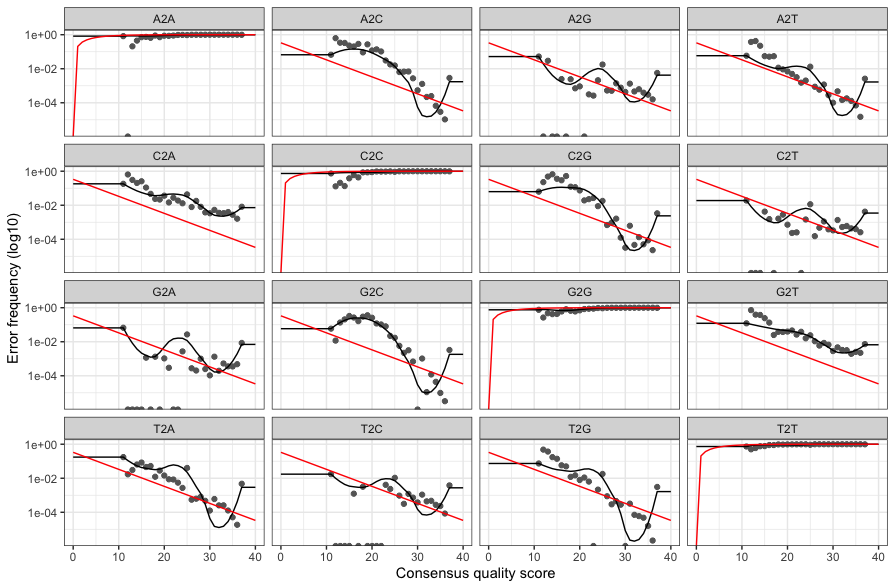 A2A A2C A2G A2T
1e+00
1e-02
1e-04
C2A C2C C2G C2T
1e+00
1e-02
1e-04
G2A G2C G2G G2T
1e+00
1e-02
1e-04
T2A T2C T2G T2T
1e+00
1e-02
1e-04
0 10 20 30 40 0 10 20 30 40 0 10 20 30 40 0 10 20 30 40
Consensus quality score
Error frequency (log10)